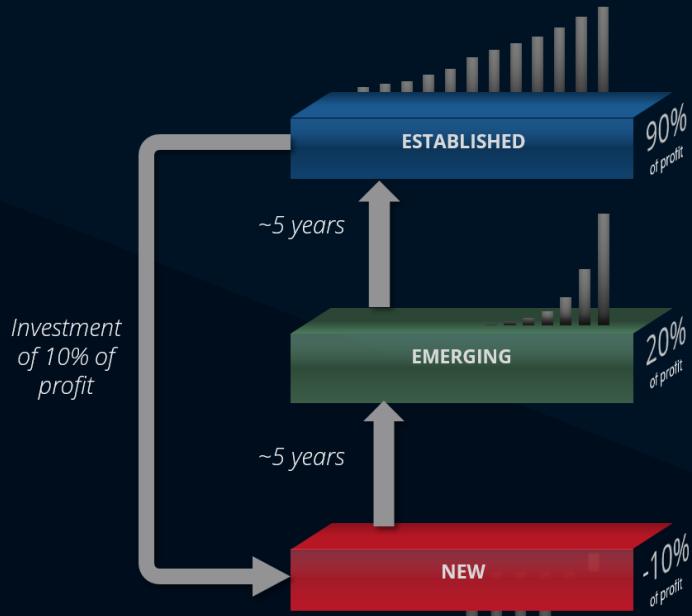 ESTABLISHED
90%
of profit
~5 years
Investment
of 10% of
profit
EMERGING
20%
of profit
~5 years
NEW
-10%
of profit